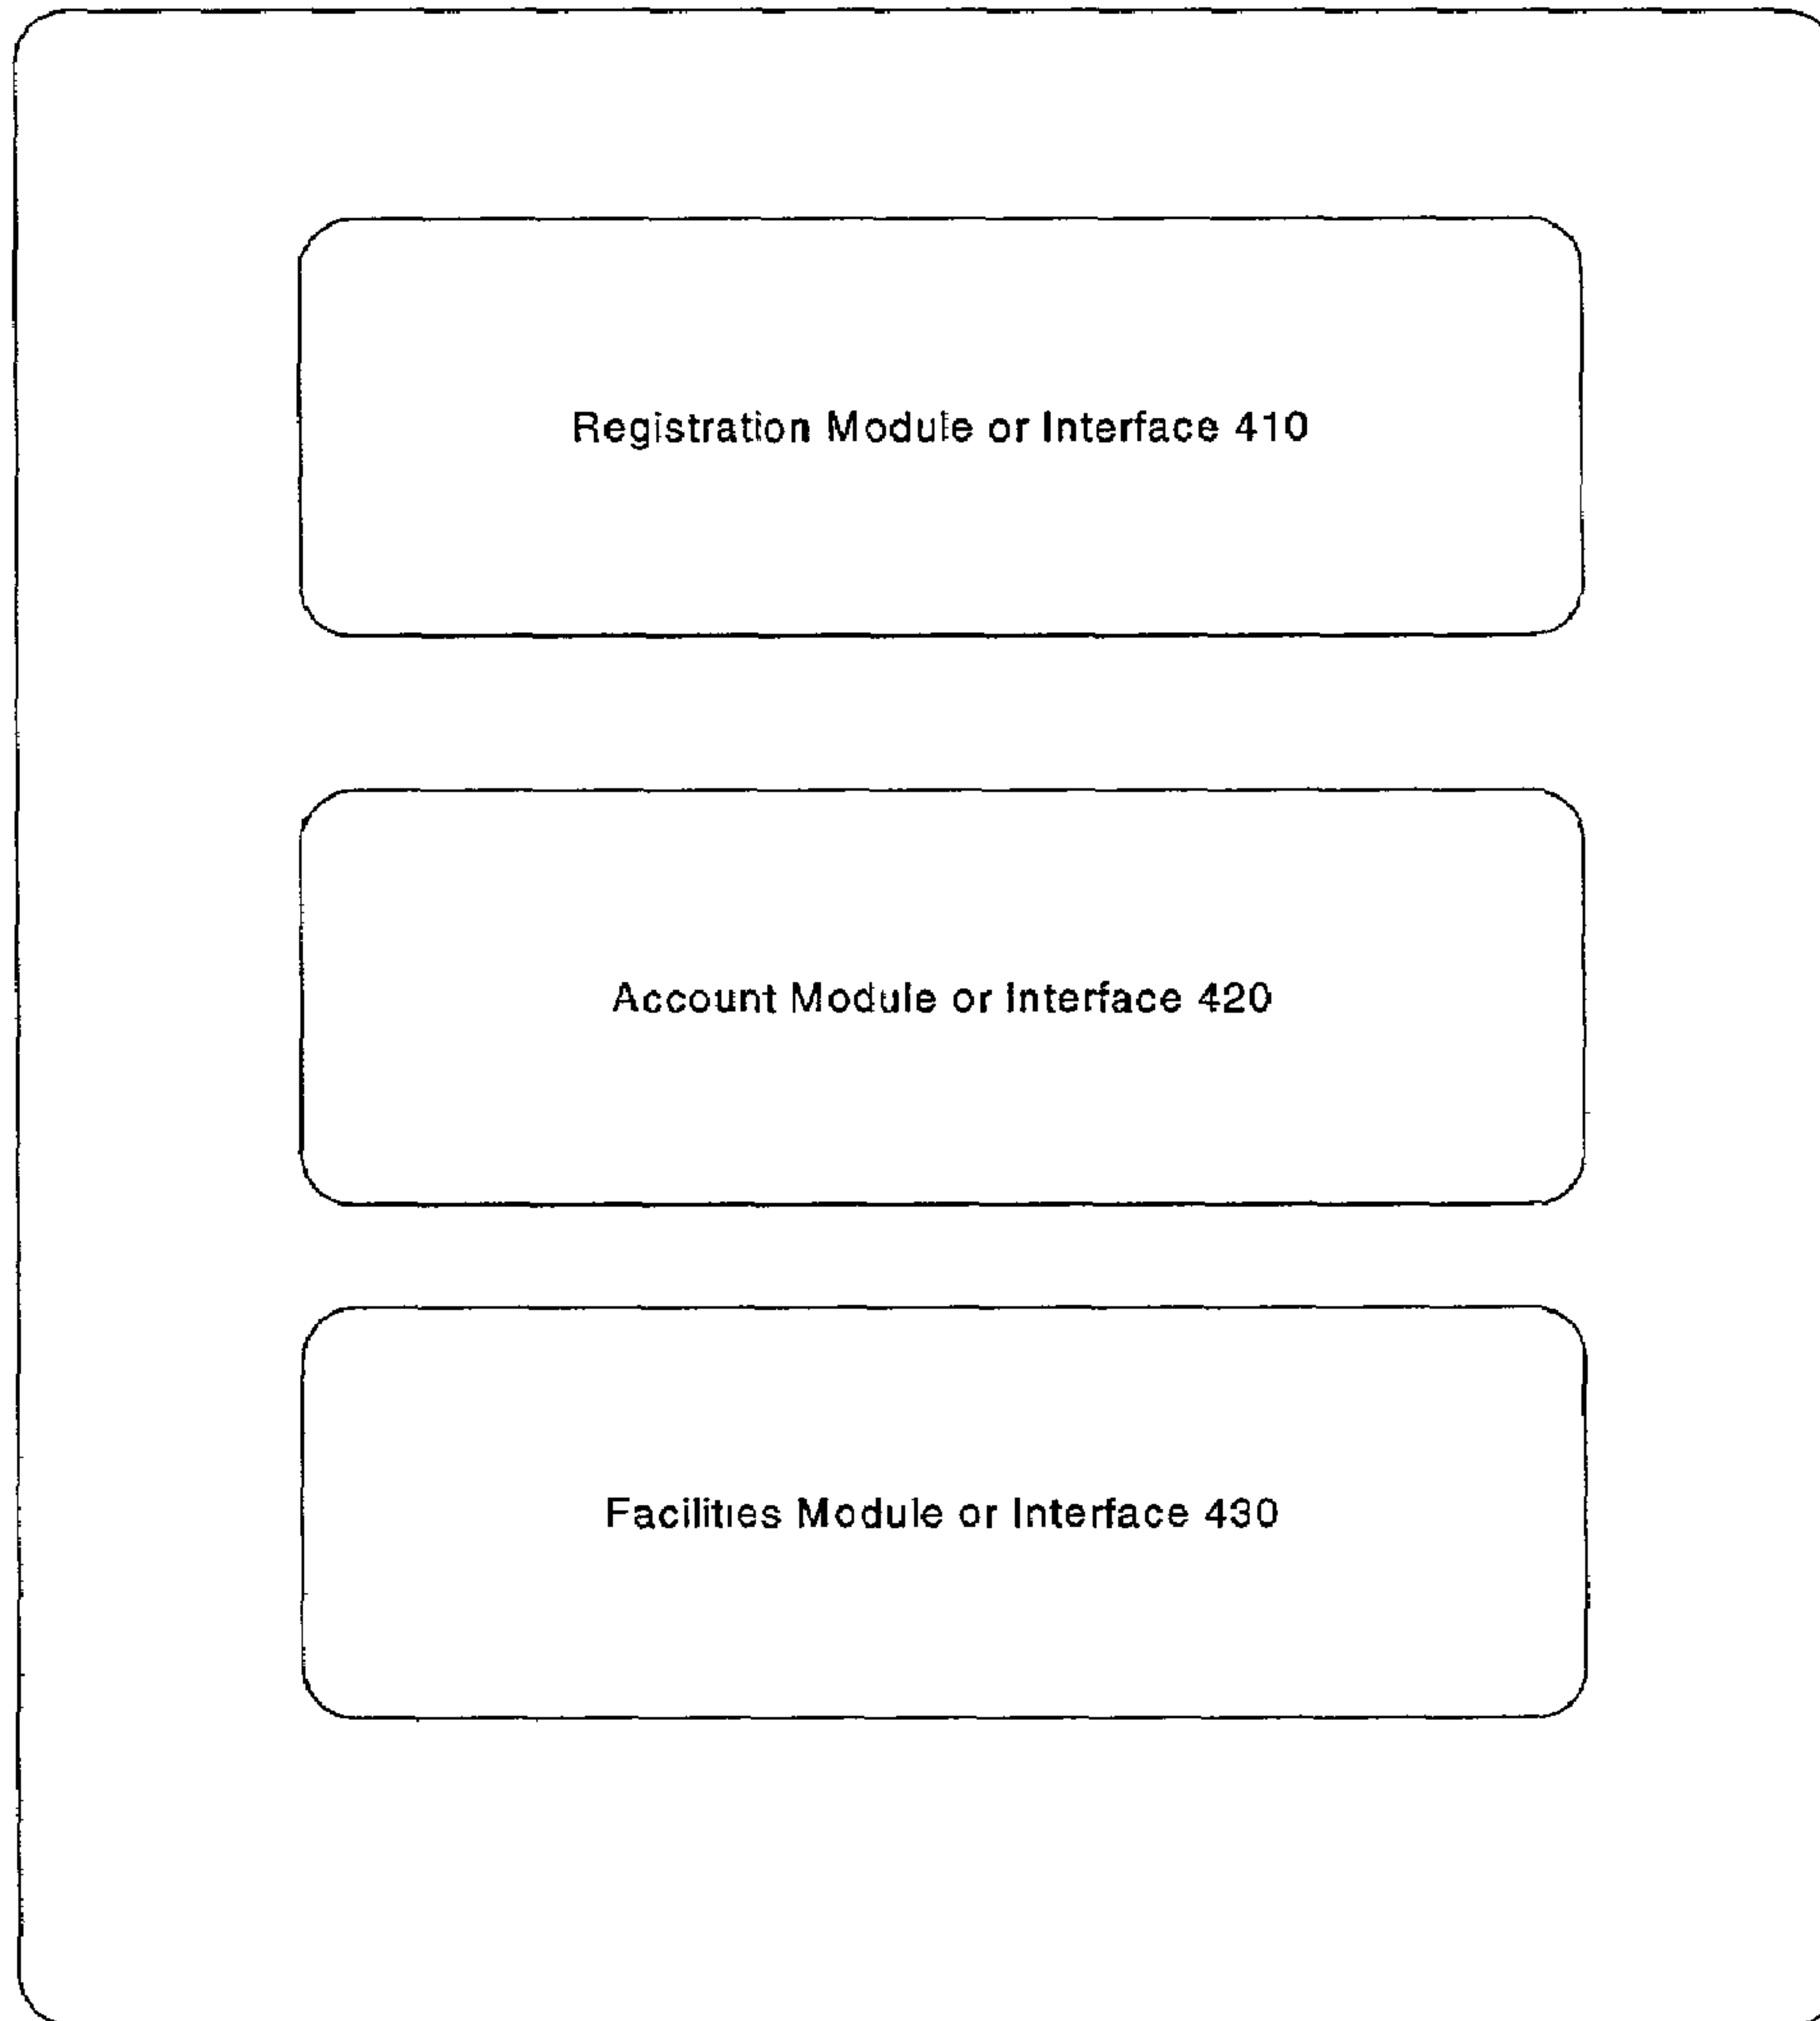 Registration Module or Interface 410
Account Module or Interface 420
Facilities Module or Interface 430